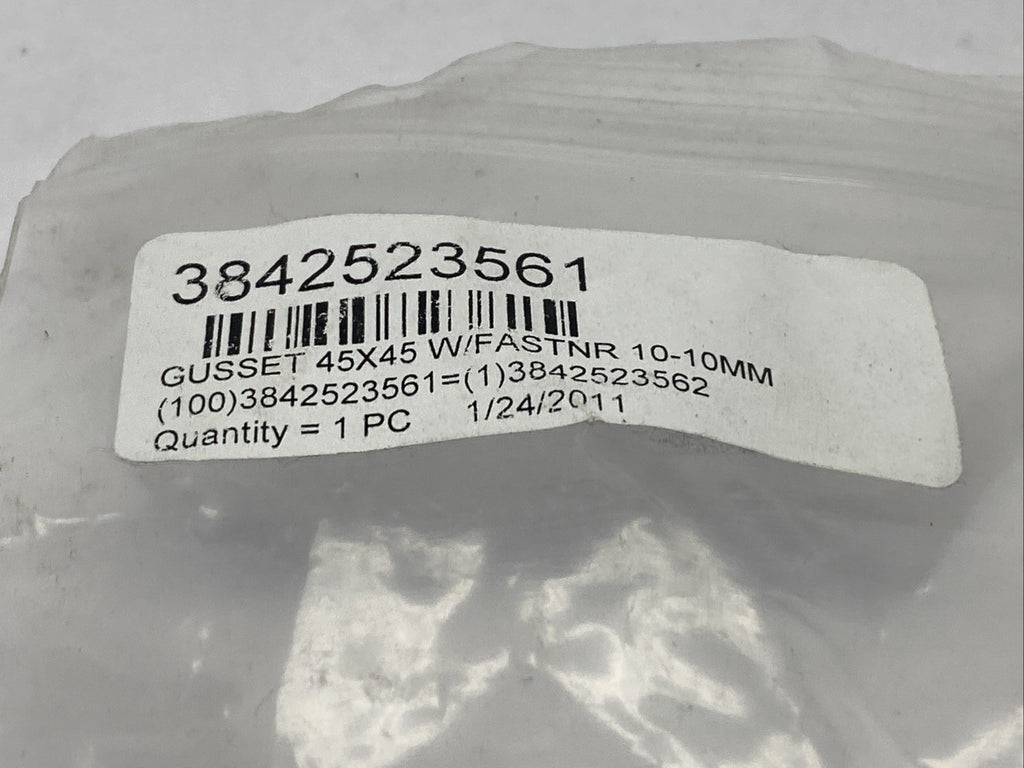 3842523561
GUSSET 45X45 W/FASTNR 10-10MM
(100)3842523561=(1)3842523562
Quantity = 1 PC 1/24/2011